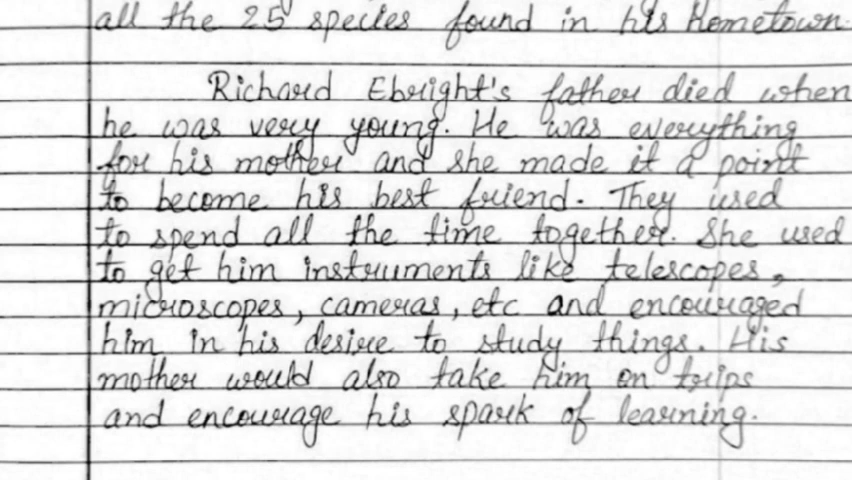 all the 25 species found in his hometown.
Richard Ebright's father died when
he was very young. He was everything
for his mother and she made it a point
to become his best friend. They used
to spend all the time together. She used
to get him instruments like telescopes,
microscopes, cameras, etc and encouraged
him in his desire to study things. His
mother would also take him on trips
and encourage his spark of learning.